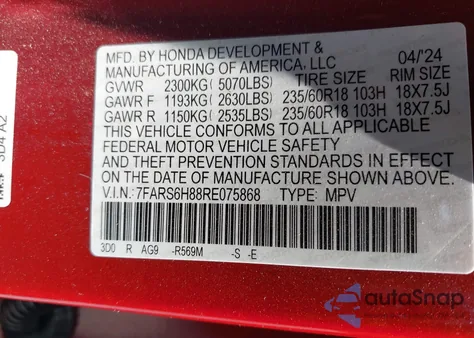 MFD. BY HONDA DEVELOPMENT &
MANUFACTURING OF AMERICA, LLC 04/24
GVWR 2300KG( 5070LBS) TIRE SIZE RIM SIZE
GAWR F 1193KG( 2630LBS) 235/60R18 103H 18X7.5J
GAWR R 1150KG( 2535LBS) 235/60R18 103H 18X7.5J
THIS VEHICLE CONFORMS TO ALL APPLICABLE
FEDERAL MOTOR VEHICLE SAFETY
AND THEFT PREVENTION STANDARDS IN EFFECT
ON THE DATE OF MANUFACTURE SHOWN ABOVE.
V.I.N.: 7FARS6H88RE075868 TYPE: MPV
3D0 R AG9 -R569M -S -E
3D4 A2
autoSnap